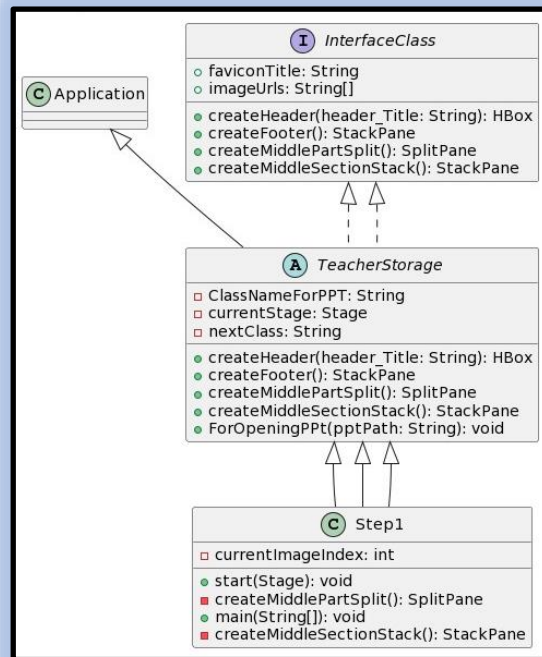 I InterfaceClass
faviconTitle: String
imageUrls: String[]
createHeader(header_Title: String): HBox
createFooter(): StackPane
createMiddlePartSplit(): SplitPane
createMiddleSectionStack(): StackPane
C Application
A TeacherStorage
ClassNameForPPT: String
currentStage: Stage
nextClass: String
createHeader(header_Title: String): HBox
createFooter(): StackPane
createMiddlePartSplit(): SplitPane
createMiddleSectionStack(): StackPane
ForOpeningPPt(pptPath: String): void
C Step1
currentImageIndex: int
start(Stage): void
createMiddlePartSplit(): SplitPane
main(String[]): void
createMiddleSectionStack(): StackPane